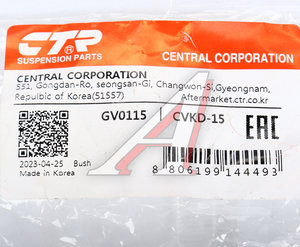 CTR
SUSPENSION PARTS
CENTRAL CORPORATION
CENTRAL CORPORATION
551, Gongdan-Ro, seongsan-Gi, Changwon-Si,Gyeongnam,
Repulbic of Korea(51557)
Aftermarket.ctr.co.kr
GV0115 | CVKD-15
EAC
2023-04-25 Bush
Made in Korea
8 806199 144493